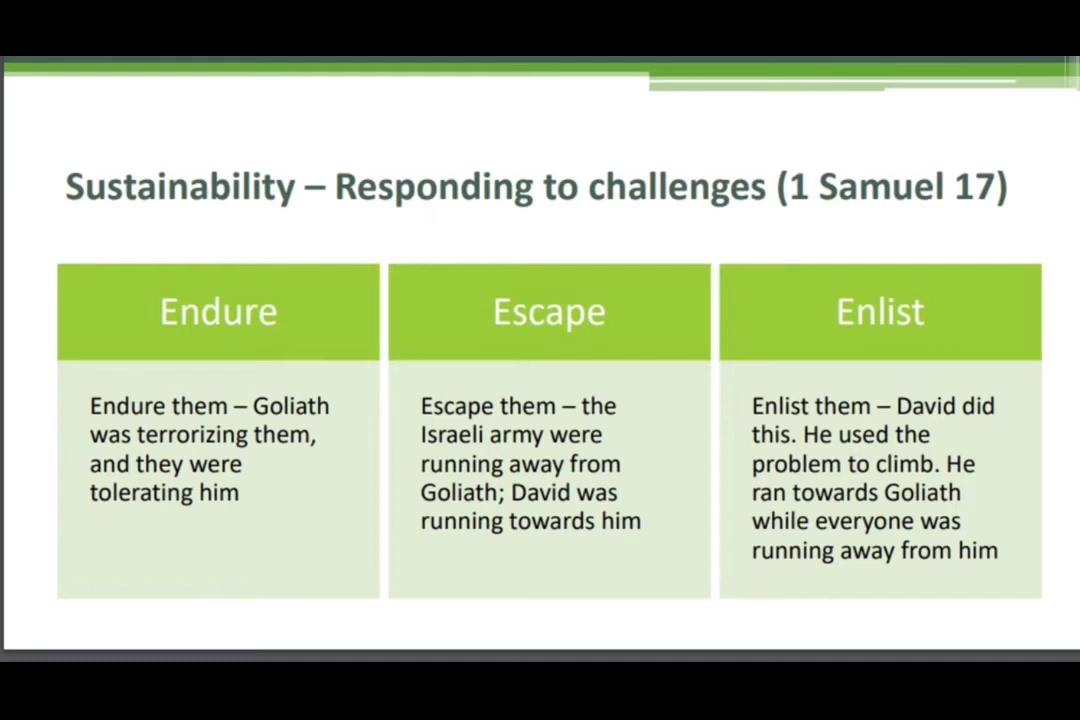 Sustainability – Responding to challenges (1 Samuel 17)
Endure
Endure them – Goliath
was terrorizing them,
and they were
tolerating him
Escape
Escape them – the
Israeli army were
running away from
Goliath; David was
running towards him
Enlist
Enlist them – David did
this. He used the
problem to climb. He
ran towards Goliath
while everyone was
running away from him